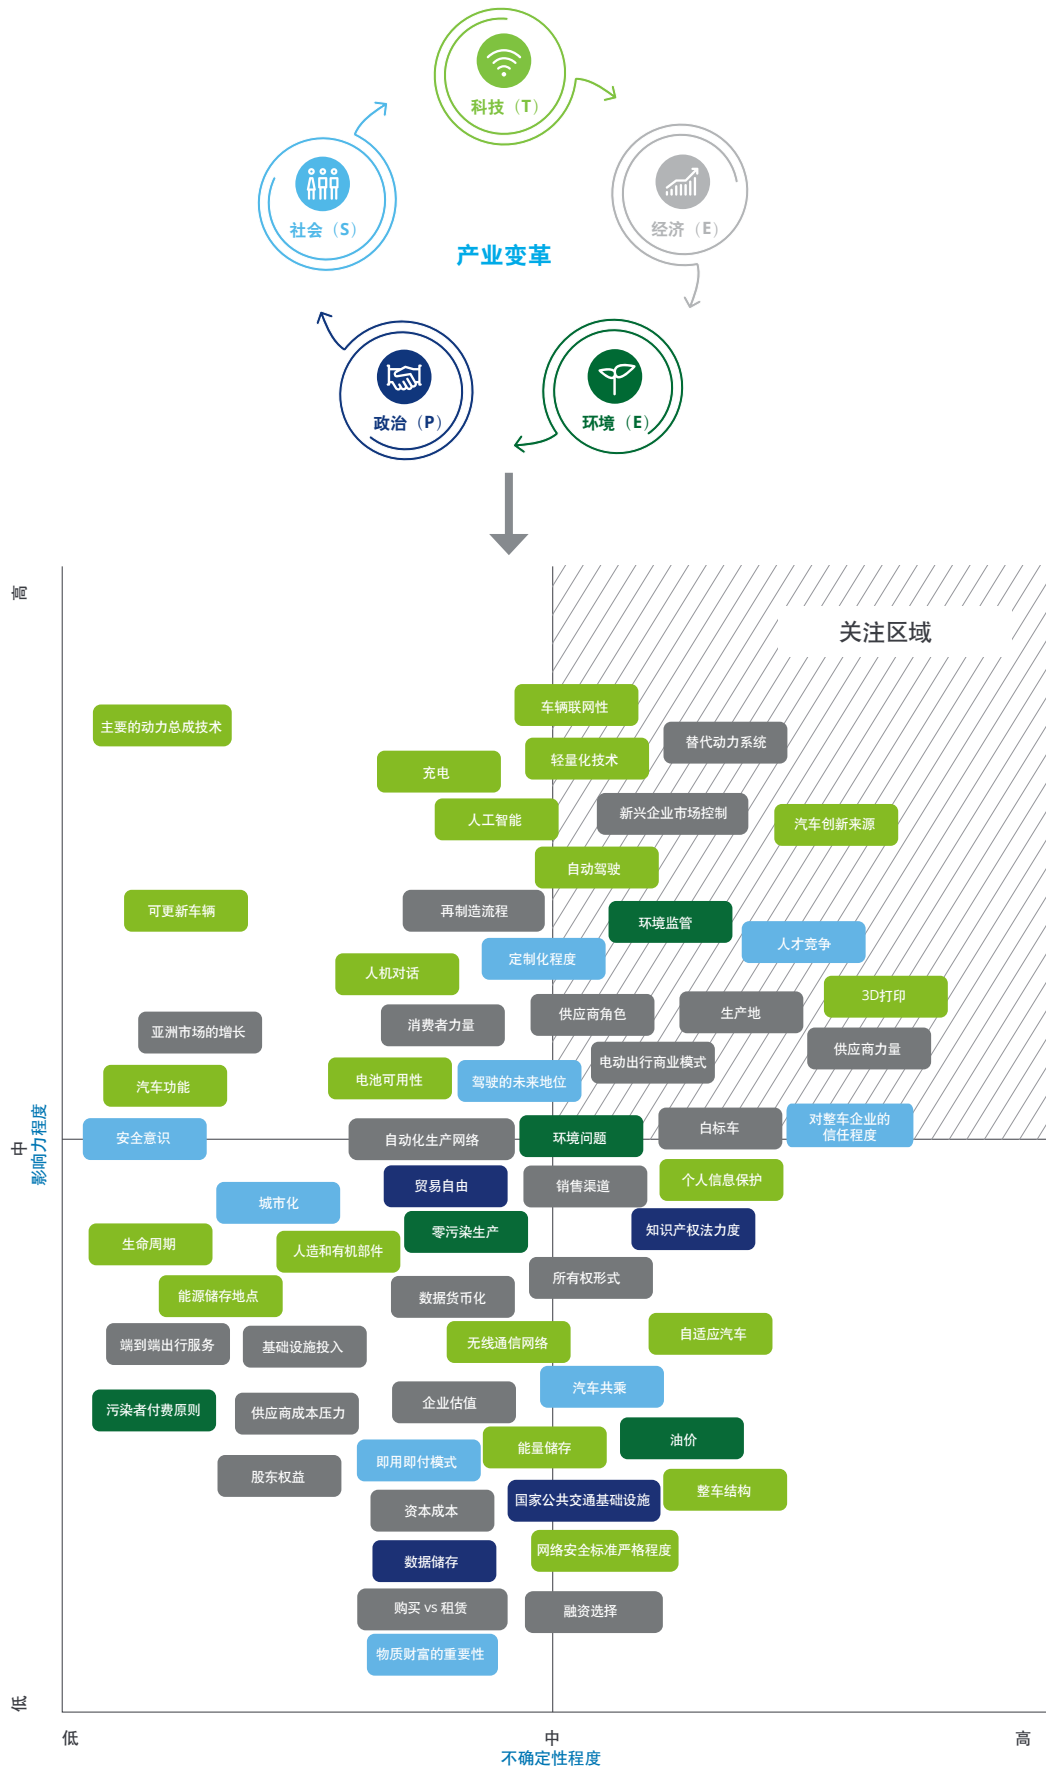 科技（T）
社会（S）
经济（E）
产业变革
政治（P）
环境（E）
高
关注区域
车辆联网性
主要的动力总成技术
替代动力系统
轻量化技术
充电
新兴企业市场控制
人工智能
汽车创新来源
自动驾驶
可更新车辆
再制造流程
环境监管
人才竞争
定制化程度
人机对话
3D打印
供应商角色
生产地
消费者力量
亚洲市场的增长
供应商力量
电动出行商业模式
电池可用性
驾驶的未来地位
汽车功能
对整车企业的
信任程度
白标车
安全意识
自动化生产网络
环境问题
中
影响力程度
贸易自由
销售渠道
个人信息保护
城市化
零污染生产
知识产权法力度
生命周期
人造和有机部件
所有权形式
能源储存地点
数据货币化
自适应汽车
无线通信网络
端到端出行服务
基础设施投入
汽车共乘
企业估值
污染者付费原则
供应商成本压力
油价
能量储存
即用即付模式
股东权益
整车结构
国家公共交通基础设施
资本成本
网络安全标准严格程度
数据储存
购买 vs 租赁
融资选择
物质财富的重要性
低
低
中
高
不确定性程度